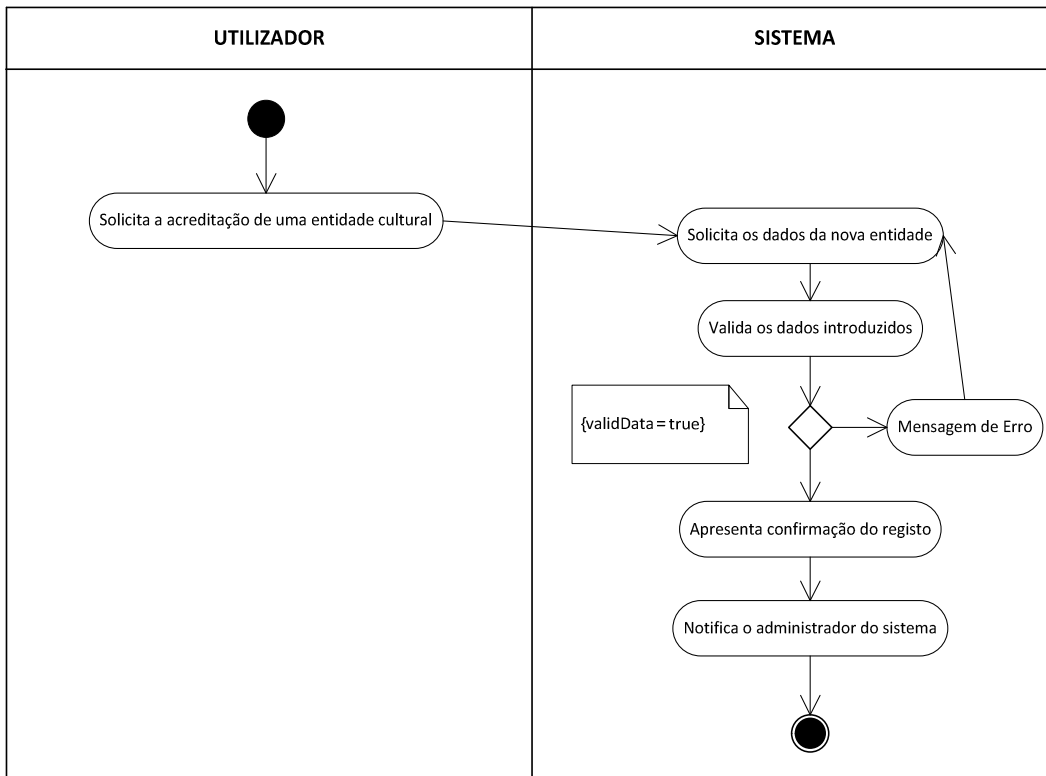 UTILIZADOR
SISTEMA
Solicita a acreditação de uma entidade cultural
Solicita os dados da nova entidade
Valida os dados introduzidos
{validData = true}
Mensagem de Erro
Apresenta confirmação do registo
Notifica o administrador do sistema